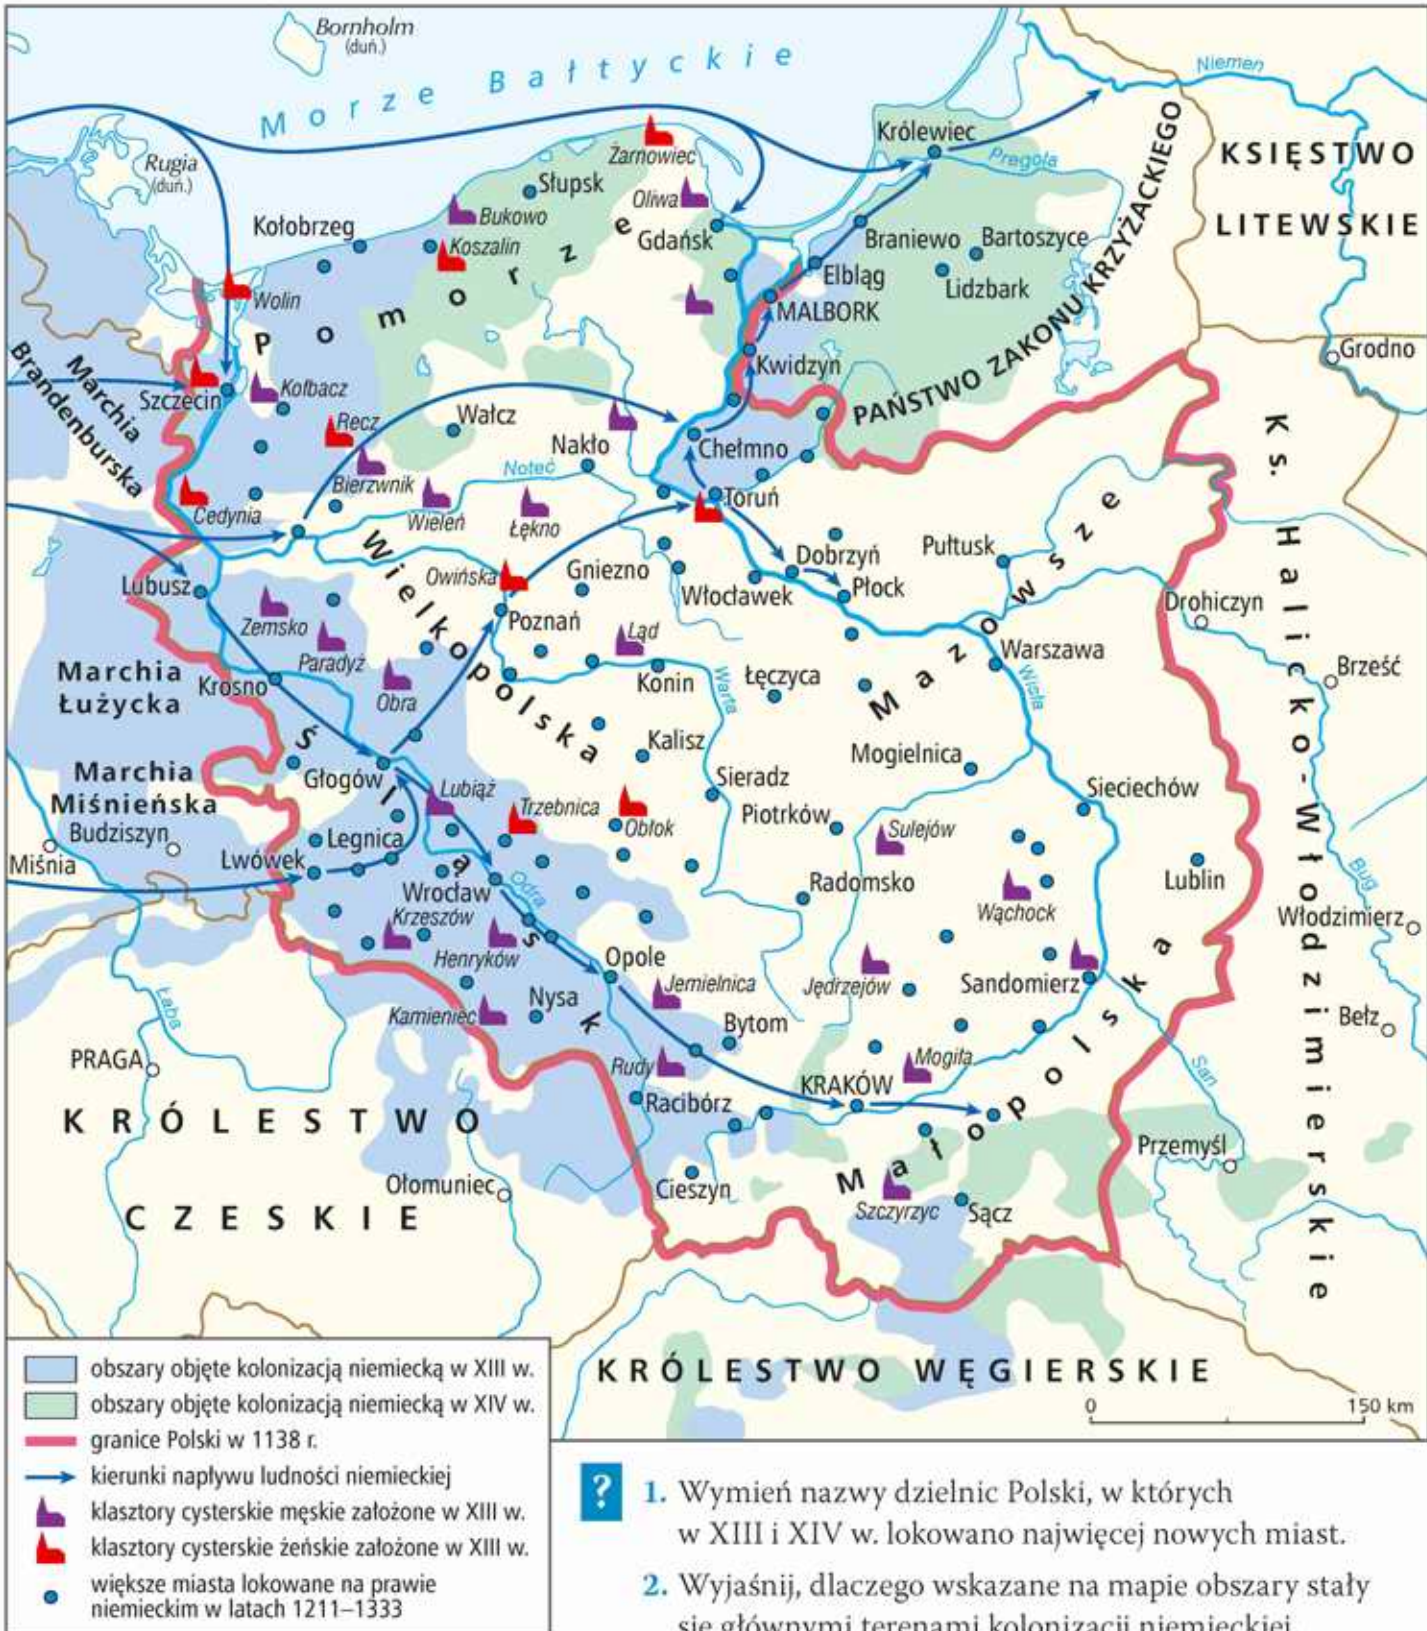 Bornholm
(duń.)
Morze Bałtyckie
Niemen
Rugia
(duń.)
Żarnowiec
Królewiec
Pregoła
KSIĘSTWO
LITEWSKIE
Słupsk
Oliwa
Bukowo
Kołobrzeg
Koszalin
Gdańsk
Braniewo
Bartoszyce
Elbląg
Lidzbark
Wolin
Pomorze
MALBORK
PAŃSTWO ZAKONU KRZYŻACKIEGO
Grodno
Marchia
Brandenburska
Szczecin
Kołbacz
Kwidzyn
Recz
Wałcz
Nakło
Chełmno
Noteć
Bierzwnik
Cedynia
Wieleń
Łękno
Toruń
Ks. Halicko-Włodzimierskie
Wielkopolska
Mazowsze
Owińska
Gniezno
Dobrzyń
Pułtusk
Lubusz
Włocławek
Płock
Drohiczyn
Zemsko
Poznań
Paradyż
Ląd
Warszawa
Marchia
Łużycka
Krosno
Obra
Konin
Warta
Łęczyca
Wisła
Brześć
Śląsk
Kalisz
Mogielnica
Marchia
Miśnieńska
Głogów
Sieradz
Sieciechów
Lubiąż
Trzebnica
Obłok
Piotrków
Sulejów
Budziszyn
Miśnia
Legnica
Lwówek
Wrocław
Odra
Radomsko
Lublin
Bug
Wąchock
Włodzimierz
Krzeszów
Henryków
Opole
Jemielnica
Jędrzejów
Sandomierz
Małopolska
Łaba
Kamieniec
Nysa
Bytom
Bełz
PRAGA
Rudy
Mogiła
San
KRAKÓW
Racibórz
KRÓLESTWO
CZESKIE
Przemyśl
Ołomuniec
Cieszyn
Szczyrzyc
Sącz
KRÓLESTWO WĘGIERSKIE
0 150 km
obszary objęte kolonizacją niemiecką w XIII w.
obszary objęte kolonizacją niemiecką w XIV w.
granice Polski w 1138 r.
kierunki napływu ludności niemieckiej
klasztory cysterskie męskie założone w XIII w.
klasztory cysterskie żeńskie założone w XIII w.
większe miasta lokowane na prawie
niemieckim w latach 1211–1333
?
1. Wymień nazwy dzielnic Polski, w których
w XIII i XIV w. lokowano najwięcej nowych miast.
2. Wyjaśnij, dlaczego wskazane na mapie obszary stały
się głównymi terenami kolonizacji niemieckiej